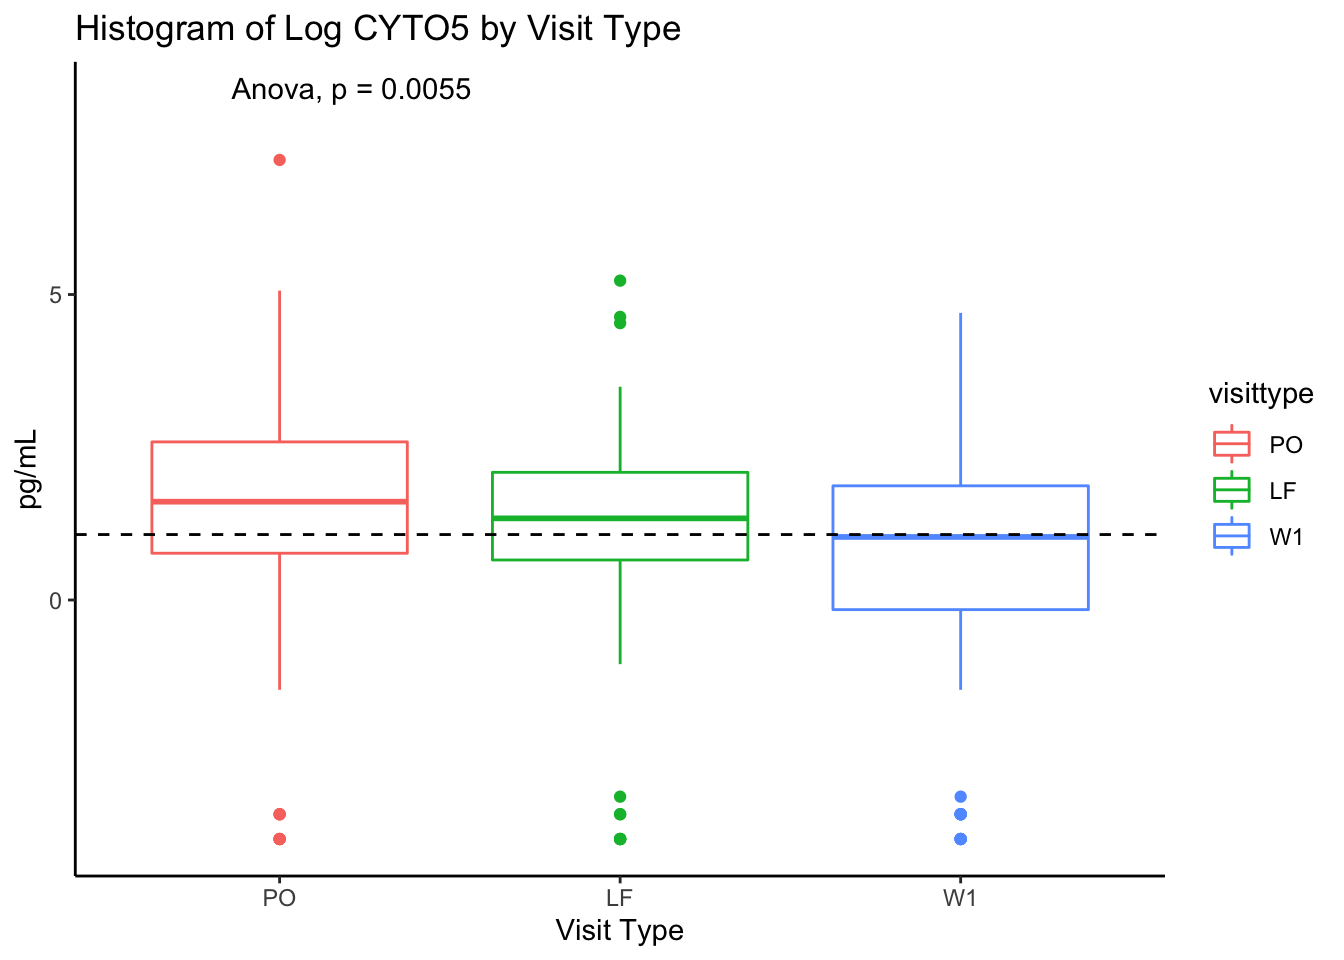 Histogram of Log CYTO5 by Visit Type
Anova, p = 0.0055
5
0
pg/mL
PO
LF
W1
Visit Type
visittype
PO
LF
W1